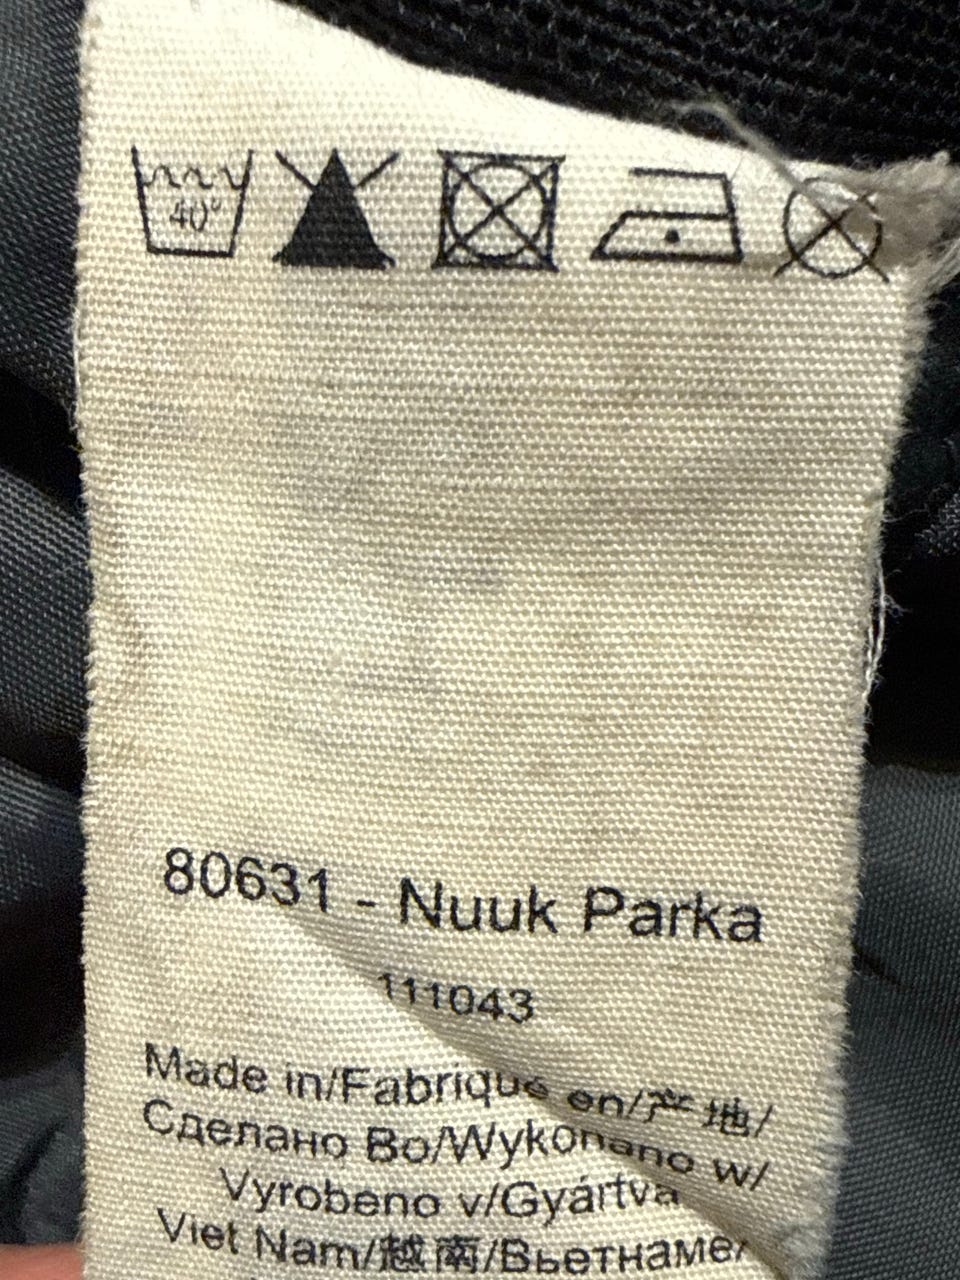 40°
80631 - Nuuk Parka
111043
Made in/Fabriqué en/产地/
Сделано Во/Wykonano w/
Vyrobeno v/Gyártva
Viet Nam/越南/Вьетнаме/